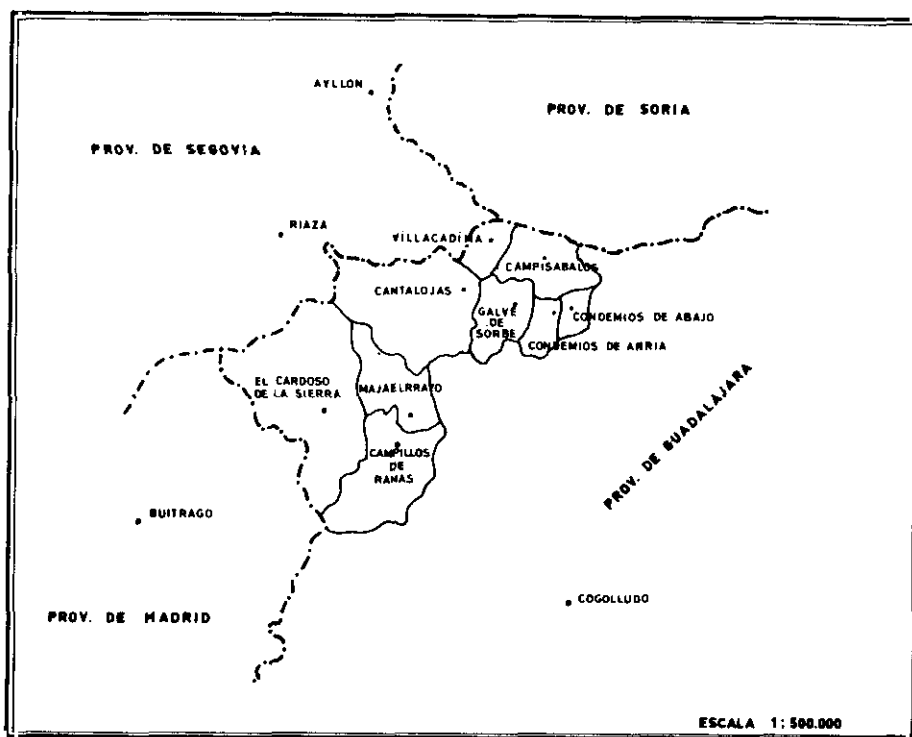 AYLLON
PROV. DE SORIA
PROV. DE SEGOVIA
RIAZA
VILLACADIMA
CAMPISABALOS
CANTALOJAS
GALVE
DE
SORBE
CONDEMIOS DE ABAJO
CONDEMIOS DE ARRIA
EL CARDOSO
DE LA SIERRA
MAJAELRRAYO
CAMPILLOS
DE
RANAS
PROV. DE GUADALAJARA
BUITRAGO
COGOLLUDO
PROV. DE MADRID
ESCALA 1:500.000